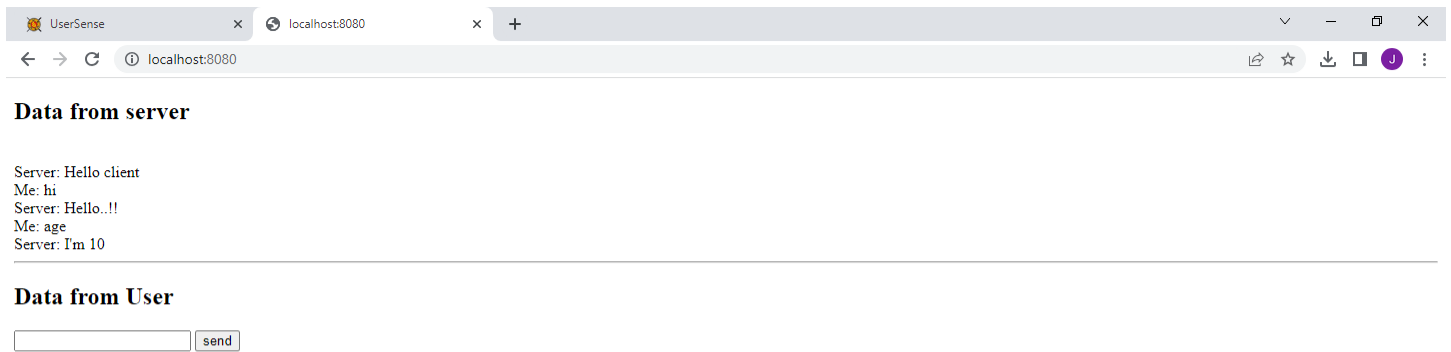 UserSense
localhost:8080
localhost:8080
J
Data from server
Server: Hello client
Me: hi
Server: Hello..!!
Me: age
Server: I'm 10
Data from User
send